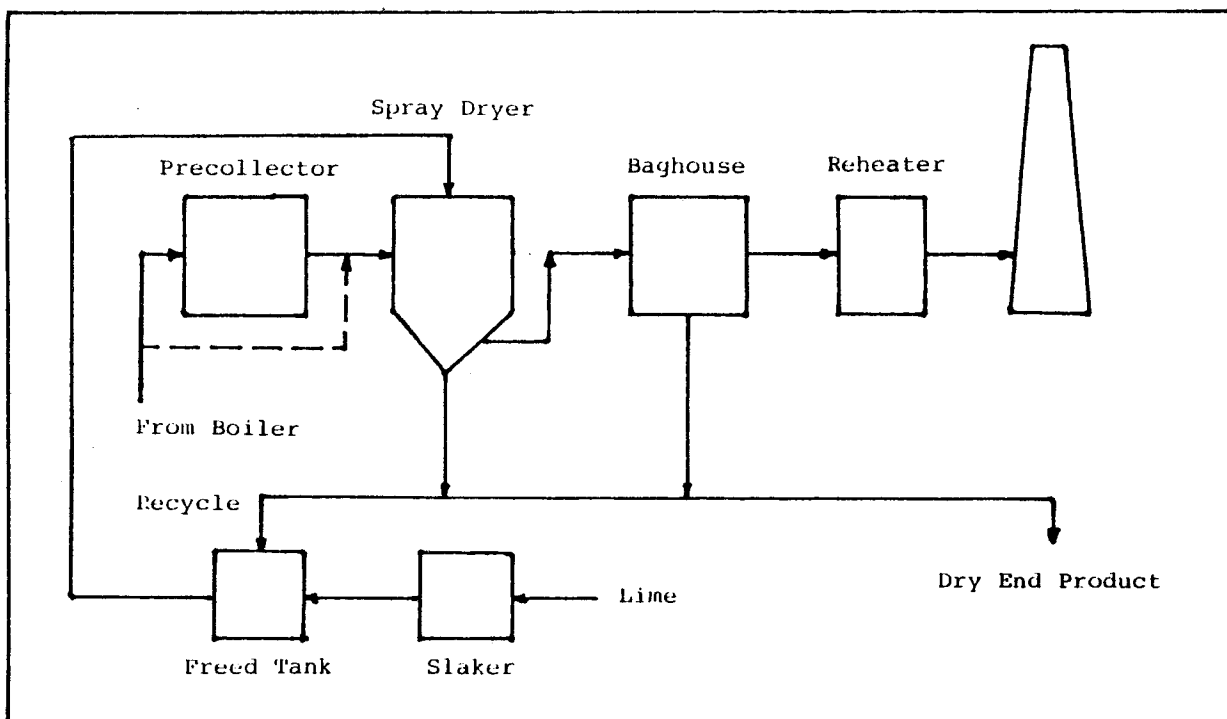 Spray Dryer
Precollector
Baghouse
Reheater
From Boiler
Recycle
Lime
Dry End Product
Freed Tank
Slaker